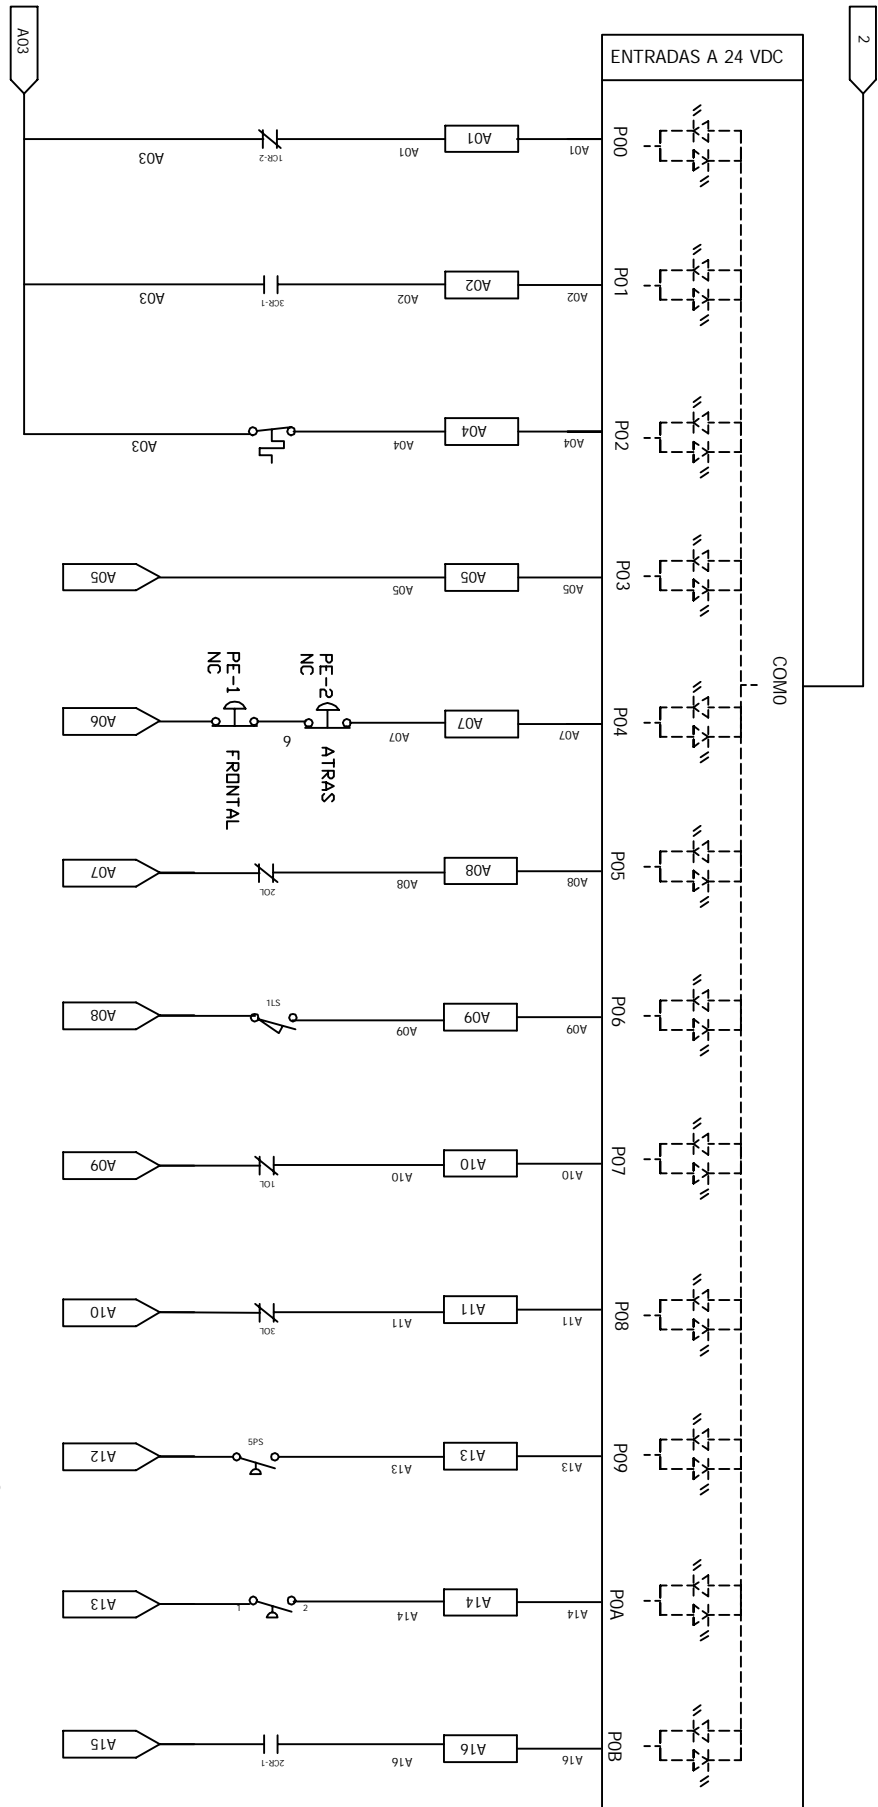 A03
2
ENTRADAS A 24 VDC
A03
1CR-2
A01
A01
A01
P00
A03
3CR-1
A02
A02
A02
P01
A03
A04
A04
A04
P02
A05
A05
A05
A05
P03
COM0
A06
PE-1
NC
FRONTAL
6
PE-2
NC
ATRAS
A07
A07
A07
P04
A07
2OL
A08
A08
A08
P05
A08
1LS
A09
A09
A09
P06
A09
1OL
A10
A10
A10
P07
A10
3OL
A11
A11
A11
P08
A12
5PS
A13
A13
A13
P09
A13
1
2
A14
A14
A14
P0A
A15
2CR-1
A16
A16
A16
P0B